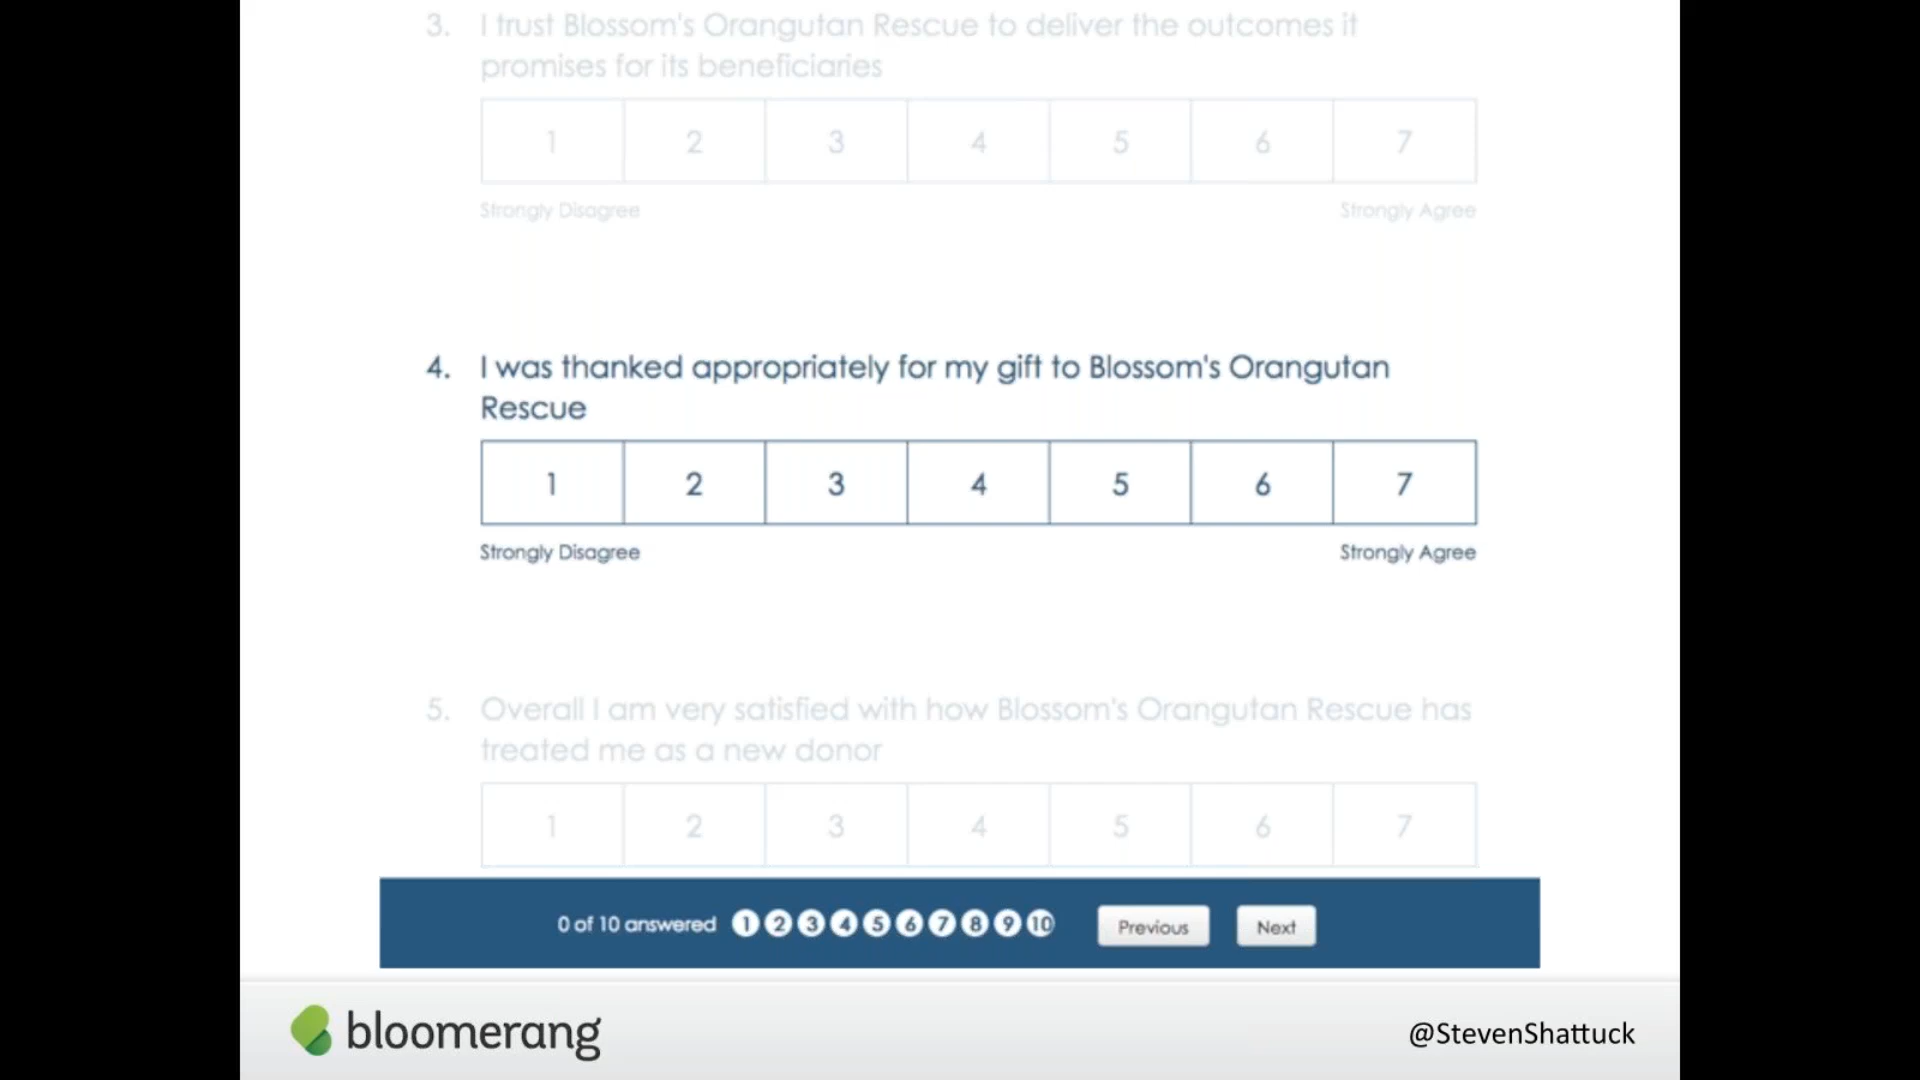 3. I trust Blossom's Orangutan Rescue to deliver the outcomes it
promises for its beneficiaries
1 2 3 4 5 6 7
Strongly Disagree Strongly Agree
4. I was thanked appropriately for my gift to Blossom's Orangutan
Rescue
1 2 3 4 5 6 7
Strongly Disagree Strongly Agree
5. Overall I am very satisfied with how Blossom's Orangutan Rescue has
treated me as a new donor
1 2 3 4 5 6 7
0 of 10 answered 1 2 3 4 5 6 7 8 9 10 Previous Next
bloomerang @StevenShattuck